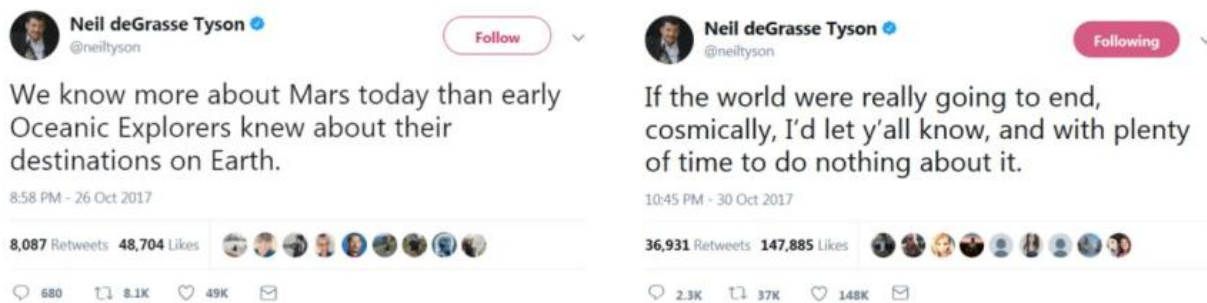 Neil deGrasse Tyson
@neiltyson
Follow
We know more about Mars today than early
Oceanic Explorers knew about their
destinations on Earth.
8:58 PM - 26 Oct 2017
8,087 Retweets 48,704 Likes
680 8.1K 49K
Neil deGrasse Tyson
@neiltyson
Following
If the world were really going to end,
cosmically, I'd let y'all know, and with plenty
of time to do nothing about it.
10:45 PM - 30 Oct 2017
36,931 Retweets 147,885 Likes
2.3K 37K 148K